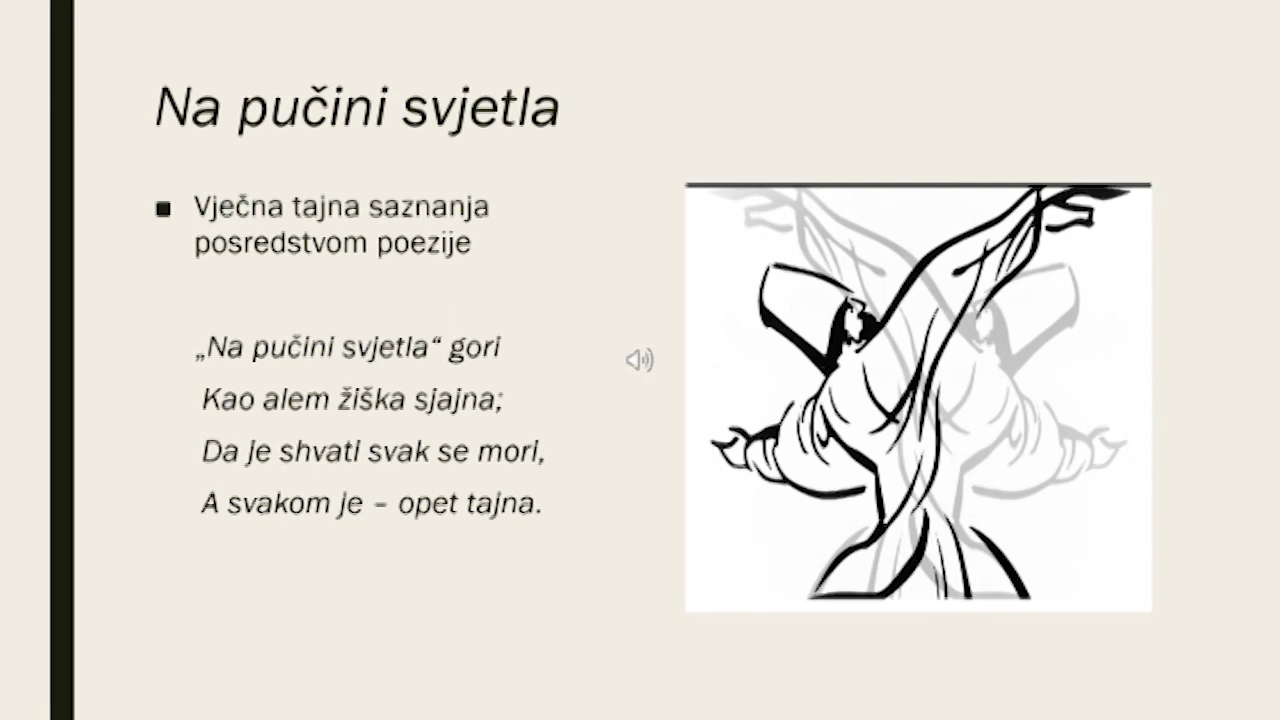 Na pučini svjetla
Vječna tajna saznanja
posredstvom poezije
„Na pučini svjetla“ gori
Kao alem žiška sjajna;
Da je shvati svak se mori,
A svakom je – opet tajna.